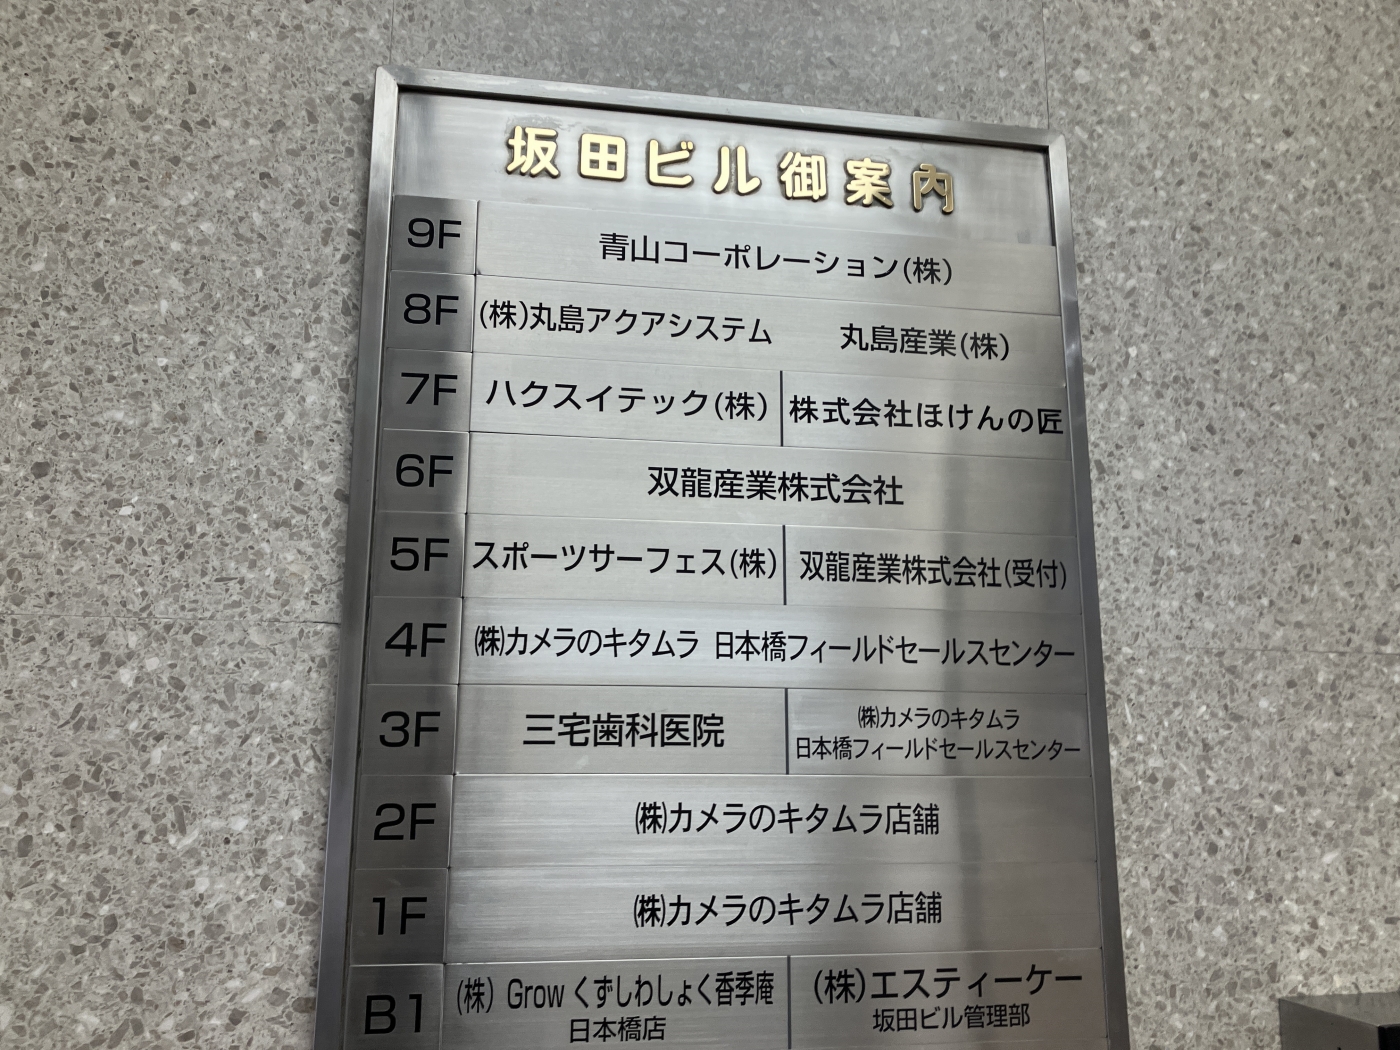 坂田ビル御案内
9F 青山コーポレーション(株)
8F (株)丸島アクアシステム 丸島産業(株)
7F ハクスイテック(株) 株式会社ほけんの匠
6F 双龍産業株式会社
5F スポーツサーフェス(株) 双龍産業株式会社(受付)
4F ㈱カメラのキタムラ 日本橋フィールドセールスセンター
3F 三宅歯科医院 ㈱カメラのキタムラ
日本橋フィールドセールスセンター
2F ㈱カメラのキタムラ店舗
1F ㈱カメラのキタムラ店舗
B1 (株) Grow くずしわしょく香季庵 (株)エスティーケー
日本橋店 坂田ビル管理部